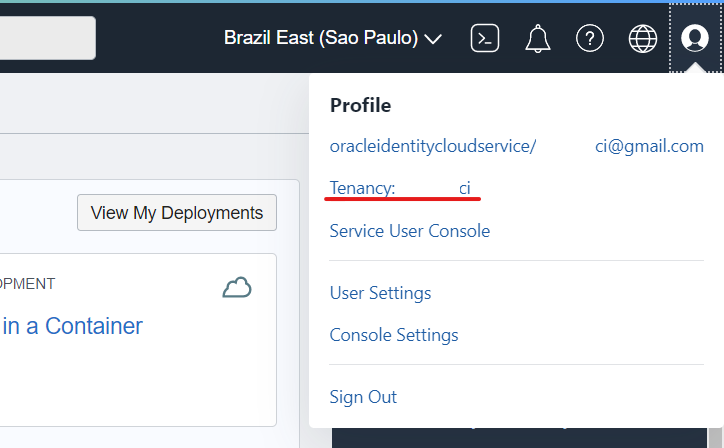 Brazil East (Sao Paulo)
Profile
oracleidentitycloudservice/ ci@gmail.com
Tenancy: ci
View My Deployments
Service User Console
OPMENT
User Settings
in a Container
Console Settings
Sign Out